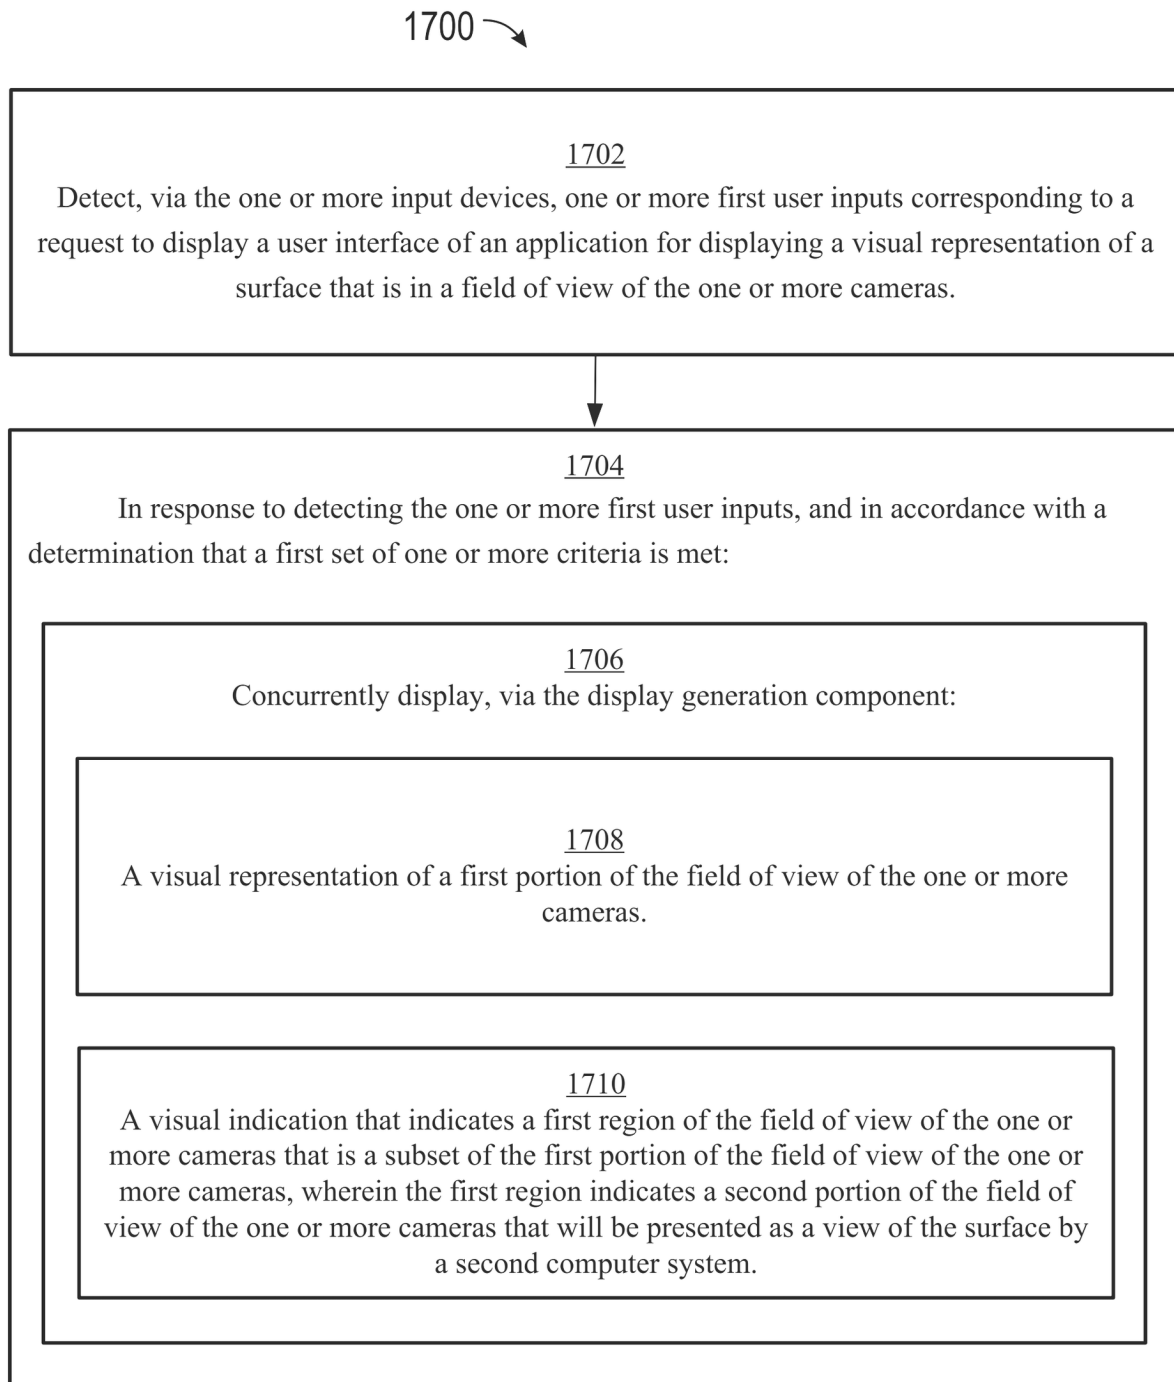 1700
1702
Detect, via the one or more input devices, one or more first user inputs corresponding to a
request to display a user interface of an application for displaying a visual representation of a
surface that is in a field of view of the one or more cameras.
1704
In response to detecting the one or more first user inputs, and in accordance with a
determination that a first set of one or more criteria is met:
1706
Concurrently display, via the display generation component:
1708
A visual representation of a first portion of the field of view of the one or more
cameras.
1710
A visual indication that indicates a first region of the field of view of the one or
more cameras that is a subset of the first portion of the field of view of the one or
more cameras, wherein the first region indicates a second portion of the field of
view of the one or more cameras that will be presented as a view of the surface by
a second computer system.